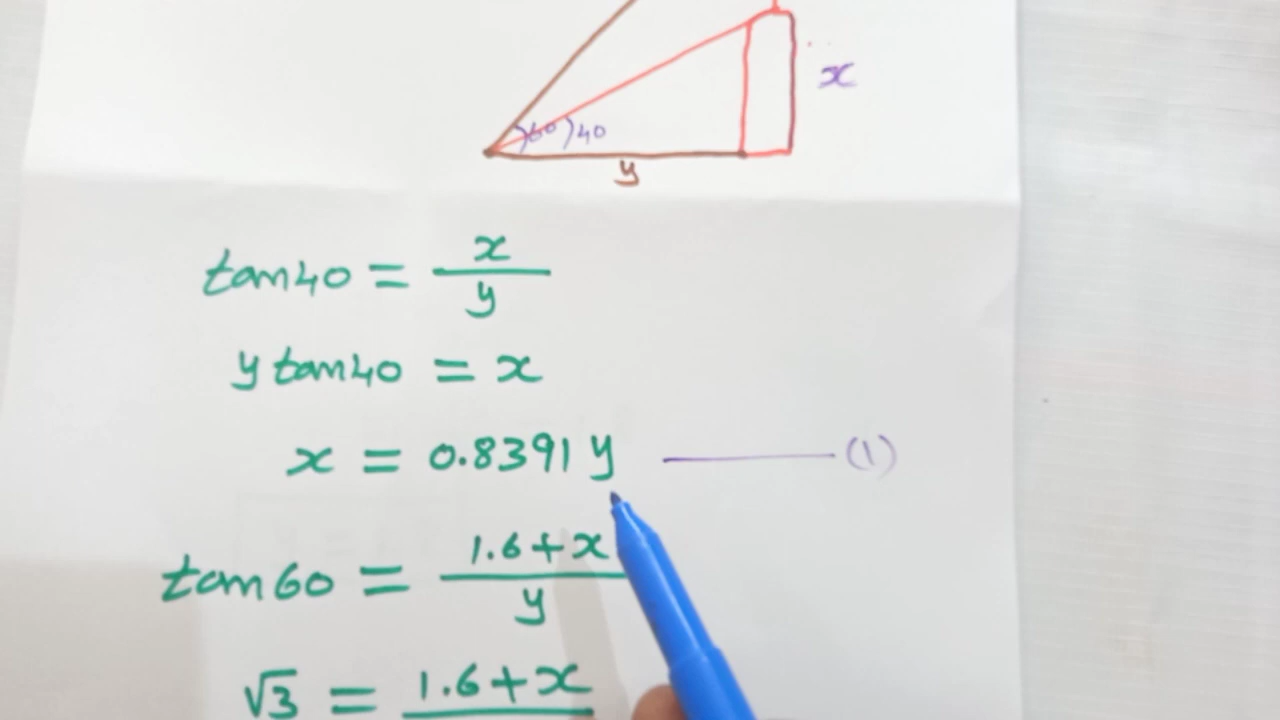 x
60 40
y
tan40 = x/y
y tan40 = x
x = 0.8391 y ——— (1)
tan60 = 1.6+x/y
√3 = 1.6+x